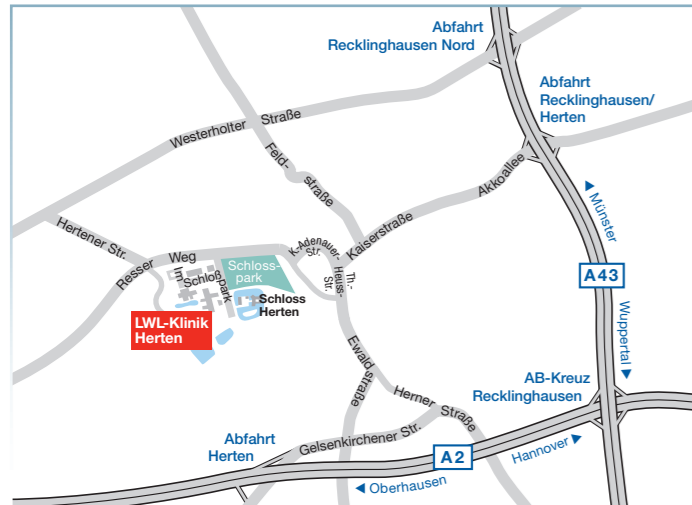 Abfahrt
Recklinghausen Nord
Abfahrt
Recklinghausen/
Herten
Westerholter Straße
Feld-
straße
Akkoallee
Kaiserstraße
Münster
Hertener Str.
Resser Weg
K-Adenauer-
Str.
Th.-
Heuss-
Str.
Im
Schloß
park
Schloss-
park
Schloss
Herten
A43
LWL-Klinik
Herten
Wuppertal
Ewaldstraße
AB-Kreuz
Recklinghausen
Herner Straße
Abfahrt
Herten
Gelsenkirchener Str.
A2
Hannover
Oberhausen